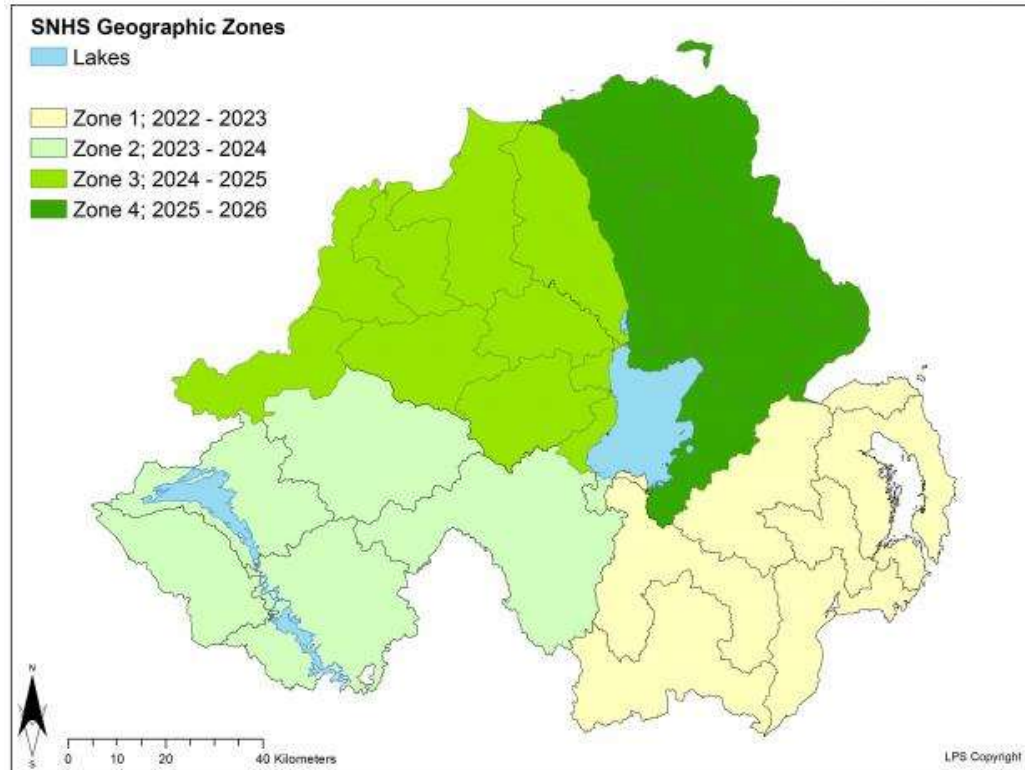 SNHS Geographic Zones
Lakes
Zone 1; 2022 - 2023
Zone 2; 2023 - 2024
Zone 3; 2024 - 2025
Zone 4; 2025 - 2026
N
S
0 10 20 40 Kilometers
LPS Copyright